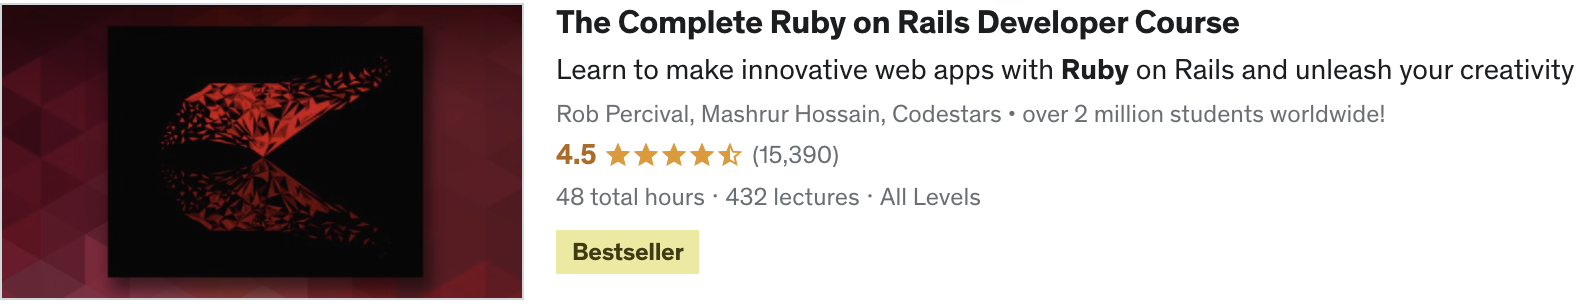 The Complete Ruby on Rails Developer Course
Learn to make innovative web apps with Ruby on Rails and unleash your creativity
Rob Percival, Mashrur Hossain, Codestars • over 2 million students worldwide!
4.5 (15,390)
48 total hours · 432 lectures · All Levels
Bestseller